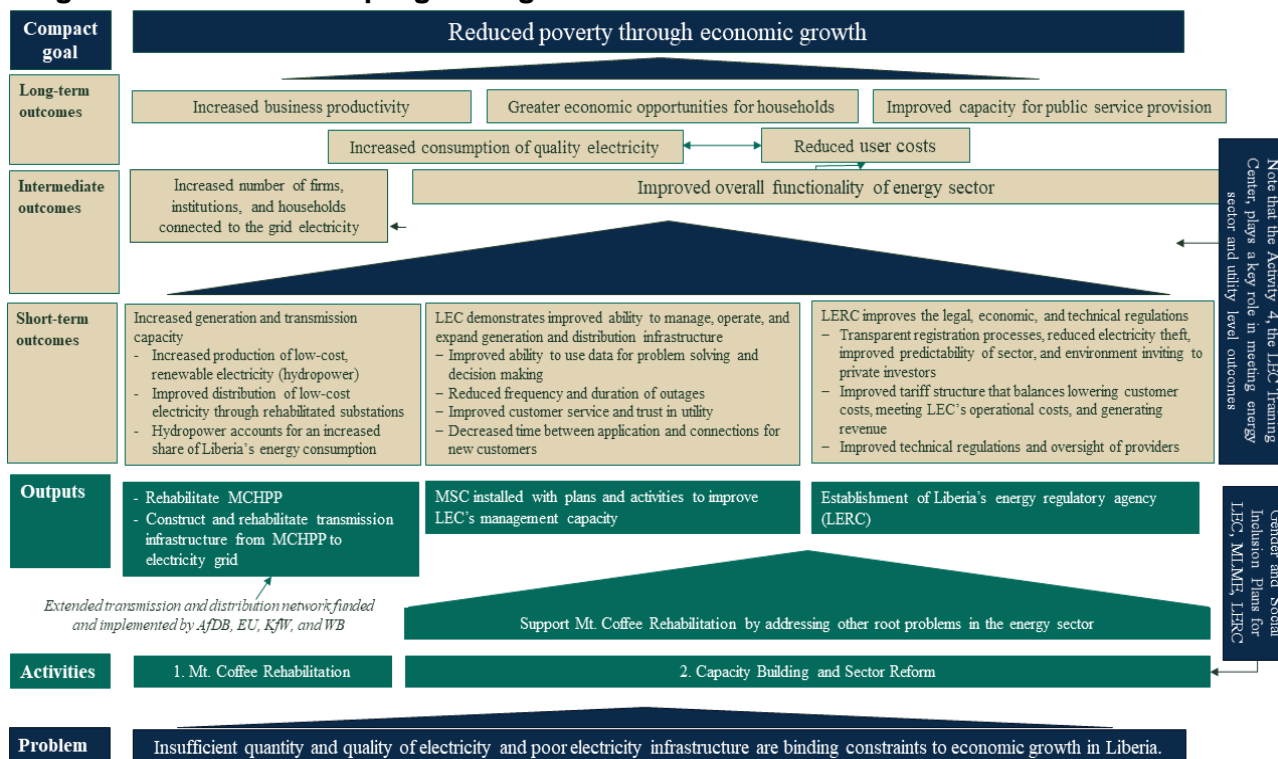 Compact
goal
Reduced poverty through economic growth
Long-term
outcomes
Increased business productivity
Greater economic opportunities for households
Improved capacity for public service provision
Increased consumption of quality electricity
Reduced user costs
Intermediate
outcomes
Increased number of firms,
institutions, and households
connected to the grid electricity
Improved overall functionality of energy sector
Note that the Activity 4, the LEC Training
Center, plays a key role in meeting energy
sector and utility level outcomes
Short-term
outcomes
Increased generation and transmission
capacity
- Increased production of low-cost,
renewable electricity (hydropower)
- Improved distribution of low-cost
electricity through rehabilitated substations
- Hydropower accounts for an increased
share of Liberia's energy consumption
LEC demonstrates improved ability to manage, operate, and
expand generation and distribution infrastructure
– Improved ability to use data for problem solving and
decision making
– Reduced frequency and duration of outages
– Improved customer service and trust in utility
– Decreased time between application and connections for
new customers
LERC improves the legal, economic, and technical regulations
– Transparent registration processes, reduced electricity theft,
improved predictability of sector, and environment inviting to
private investors
– Improved tariff structure that balances lowering customer
costs, meeting LEC's operational costs, and generating
revenue
– Improved technical regulations and oversight of providers
Outputs
- Rehabilitate MCHPP
- Construct and rehabilitate transmission
infrastructure from MCHPP to
electricity grid
MSC installed with plans and activities to improve
LEC's management capacity
Establishment of Liberia's energy regulatory agency
(LERC)
Gender and Social
Inclusion Plans for
LEC, MLME, LERC
Extended transmission and distribution network funded
and implemented by AfDB, EU, KfW, and WB
Support Mt. Coffee Rehabilitation by addressing other root problems in the energy sector
Activities
1. Mt. Coffee Rehabilitation
2. Capacity Building and Sector Reform
Problem
Insufficient quantity and quality of electricity and poor electricity infrastructure are binding constraints to economic growth in Liberia.